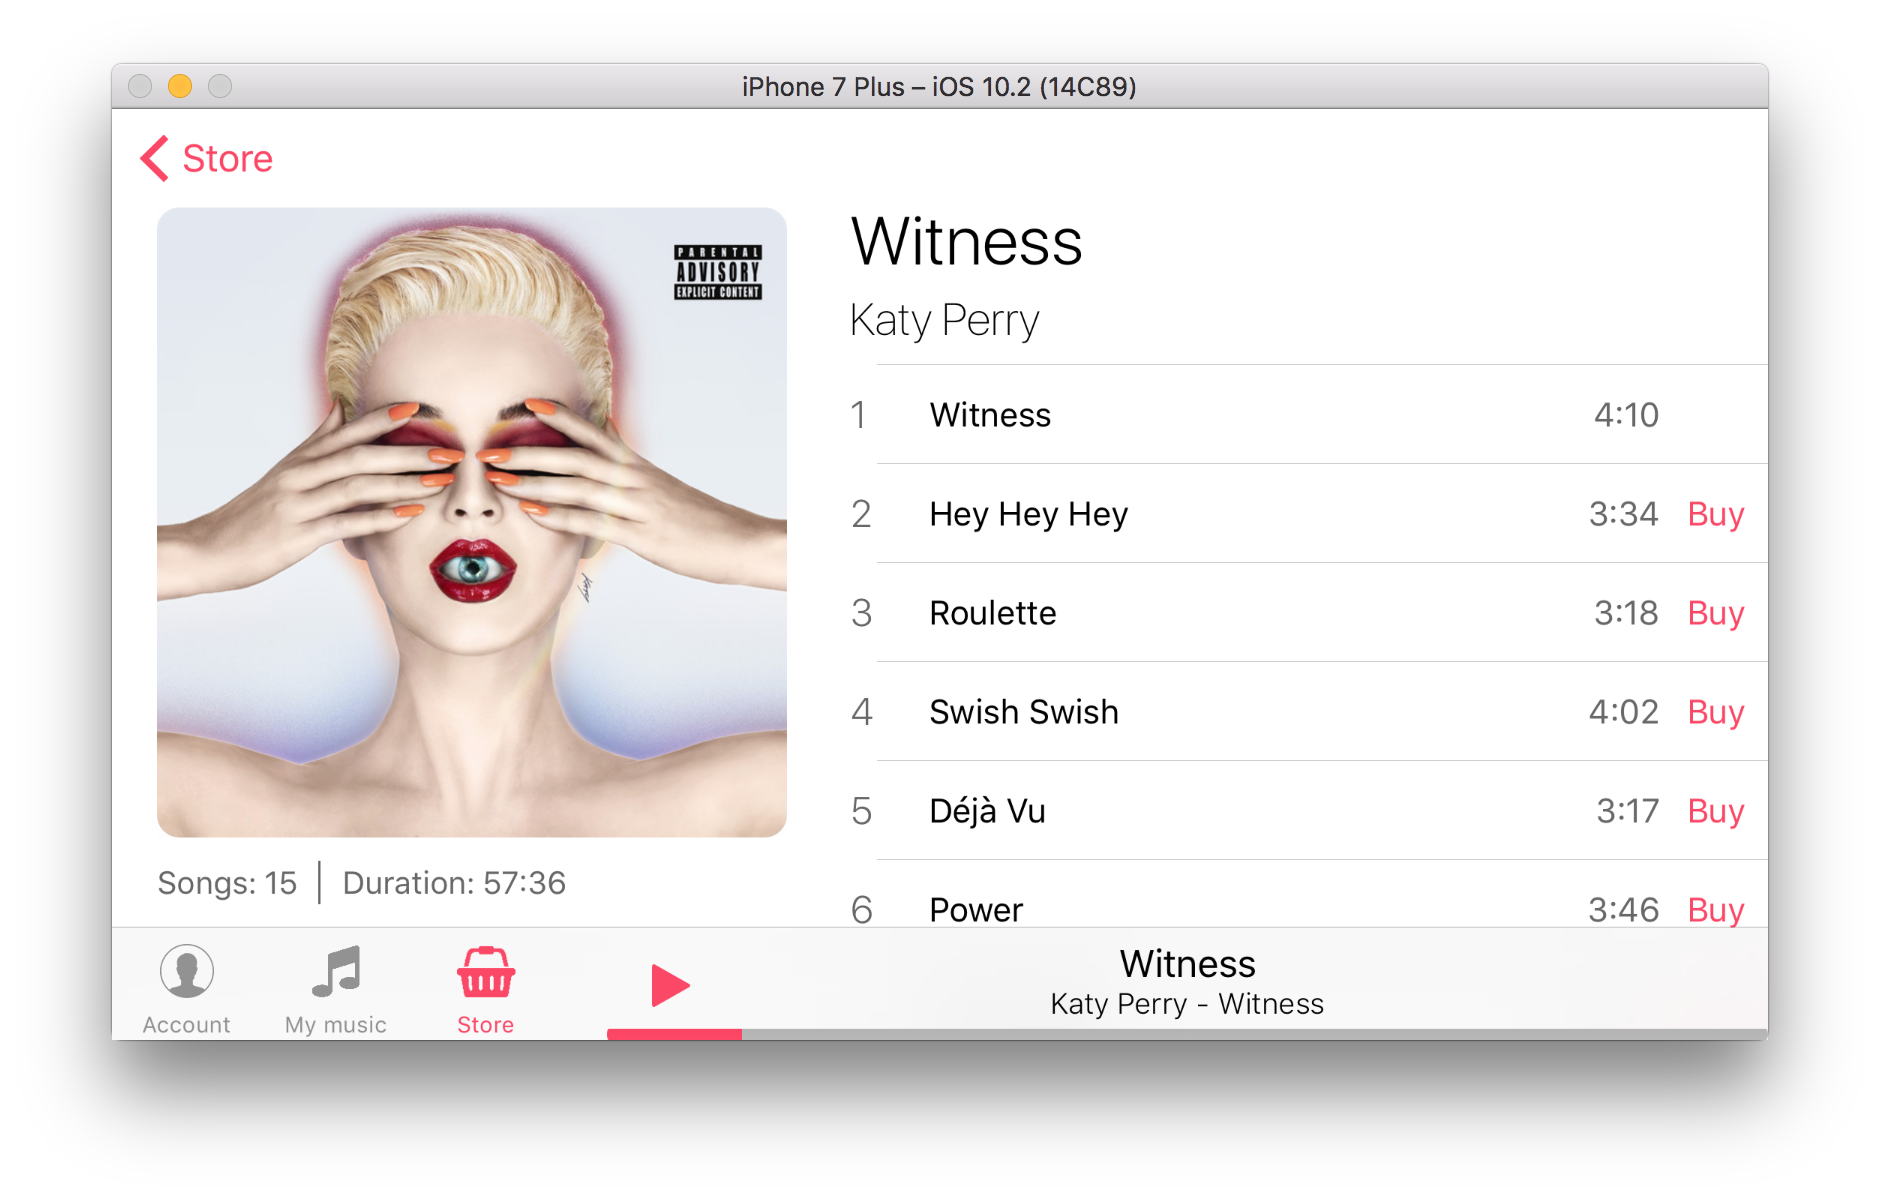 iPhone 7 Plus – iOS 10.2 (14C89)
Store
PARENTAL
ADVISORY
EXPLICIT CONTENT
Songs: 15 | Duration: 57:36
Witness
Katy Perry
1 Witness 4:10
2 Hey Hey Hey 3:34 Buy
3 Roulette 3:18 Buy
4 Swish Swish 4:02 Buy
5 Déjà Vu 3:17 Buy
6 Power 3:46 Buy
Account
My music
Store
Witness
Katy Perry - Witness